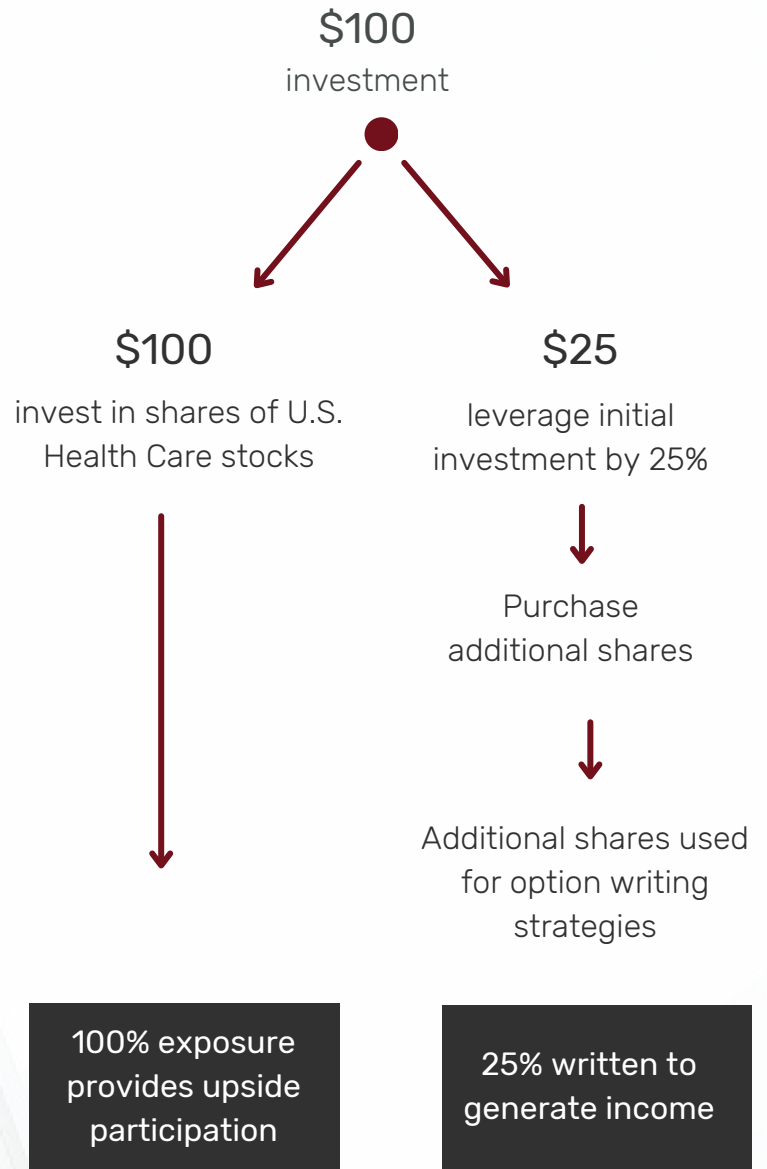 $100
investment
$100
invest in shares of U.S.
Health Care stocks
$25
leverage initial
investment by 25%
Purchase
additional shares
Additional shares used
for option writing
strategies
100% exposure
provides upside
participation
25% written to
generate income